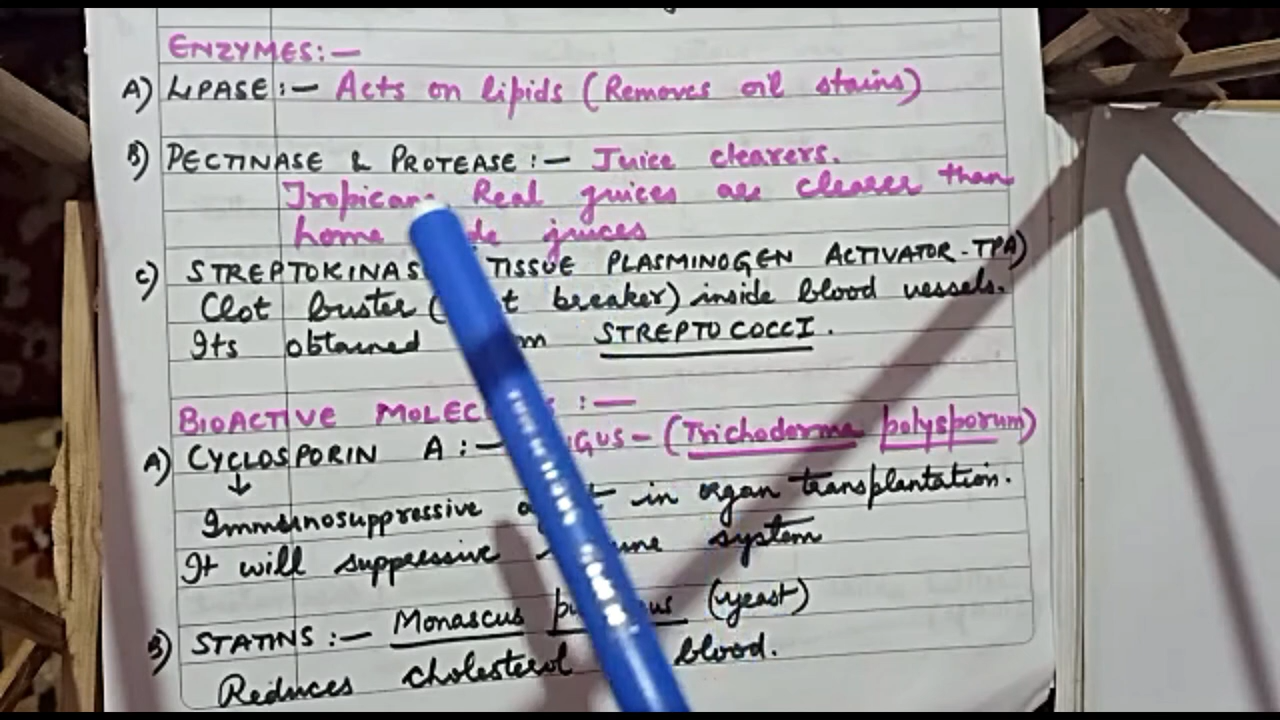 ENZYMES:-
A) LIPASE:- Acts on lipids (Removes oil stains)
B) PECTINASE & PROTEASE:- Juice clearers.
Real juices are clearer than
home juices
C) TISSUE PLASMINOGEN ACTIVATOR-TPA)
Clot buster ( breaker) inside blood vessels.
Its obtained STREPTOCOCCI.
BIOACTIVE :-
A) CYCLOSPORIN A:- (Trichoderma polysporum)
↓
Immunosuppressive in organ transplantation.
It will suppressive system
B) STATINS:- Monascus (yeast)
Reduces cholesterol blood.